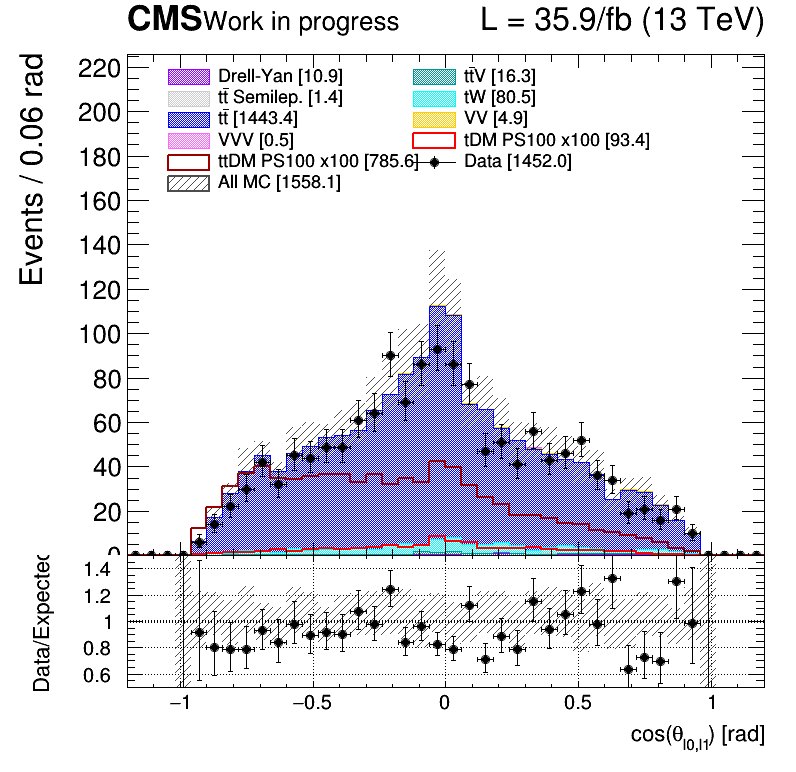 CMS Work in progress L = 35.9/fb (13 TeV)
Events / 0.06 rad
220
200
180
160
140
120
100
80
60
40
20
0
Drell-Yan [10.9]
tt̄ Semilep. [1.4]
tt̄ [1443.4]
VVV [0.5]
ttDM PS100 x100 [785.6]
All MC [1558.1]
tt̄V [16.3]
tW [80.5]
VV [4.9]
tDM PS100 x100 [93.4]
Data [1452.0]
Data/Expected
1.4
1.2
1
0.8
0.6
−1 −0.5 0 0.5 1
cos(θl0,l1) [rad]